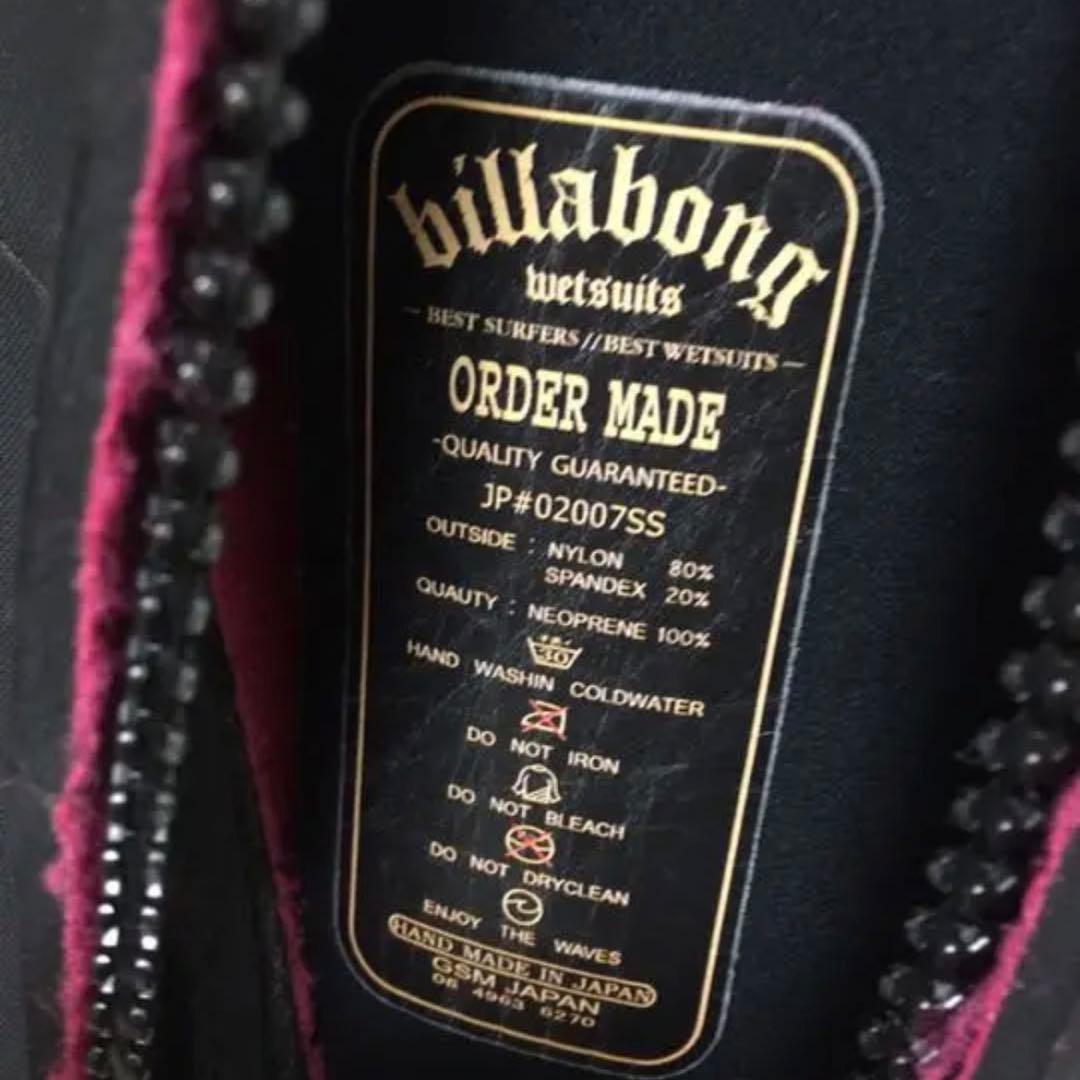 billabong
wetsuits
BEST SURFERS//BEST WETSUITS
ORDER MADE
-QUALITY GUARANTEED-
JP#02007SS
OUTSIDE : NYLON 80%
SPANDEX 20%
QUAUTY : NEOPRENE 100%
30
HAND WASHIN COLDWATER
DO NOT IRON
DO NOT BLEACH
DO NOT DRYCLEAN
ENJOY THE WAVES
HAND MADE IN JAPAN
GSM JAPAN
06 4963 6270